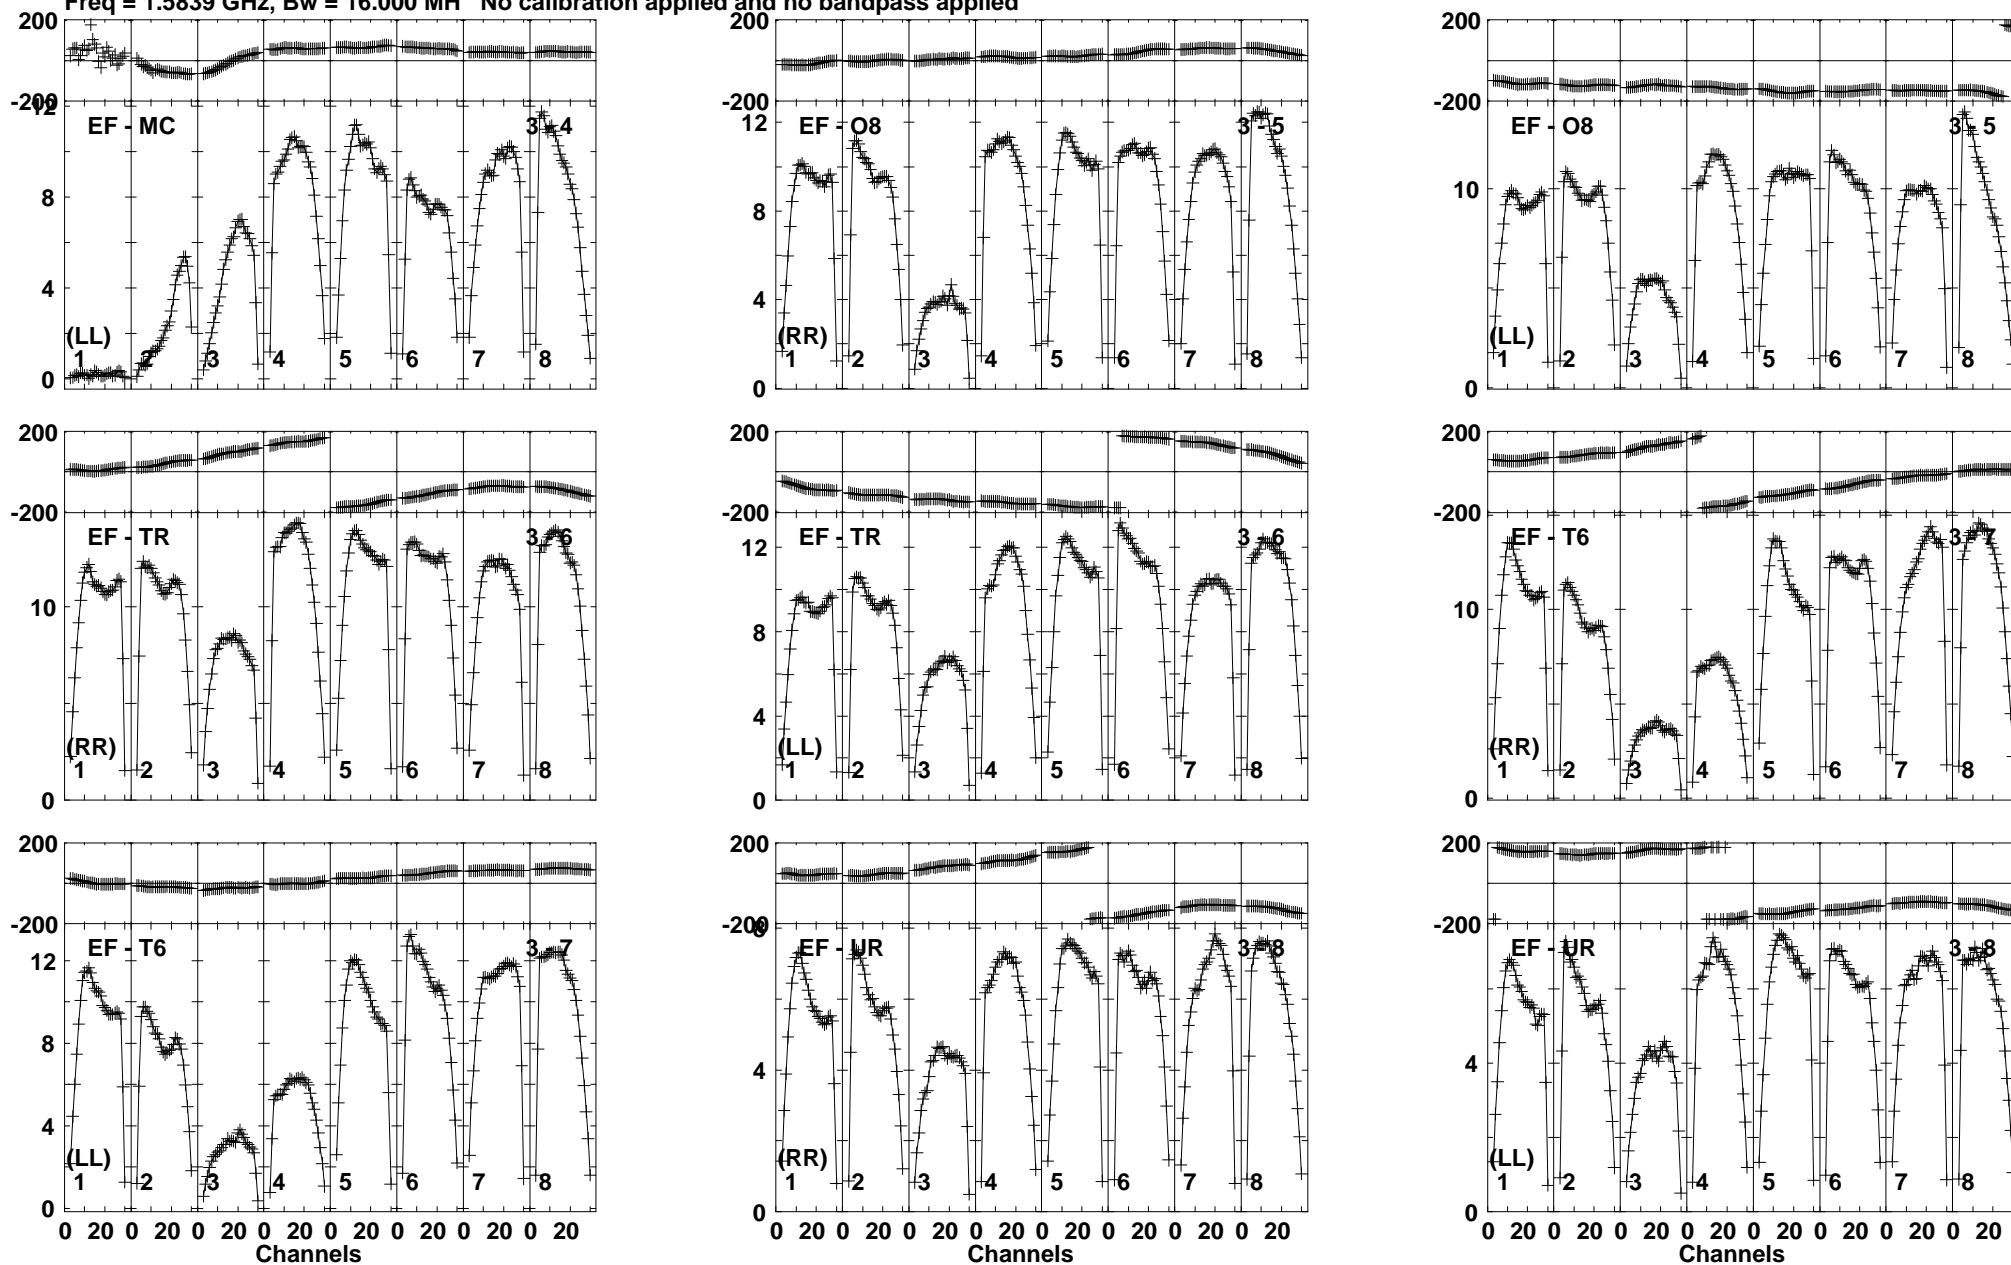 Freq = 1.5839 GHz, Bw = 16.000 MH No calibration applied and no bandpass applied
200 200 200
-200 -200 -200
12
EF - MC 3 - 4 EF - O8 3 - 5 EF - O8 3 - 5
12
10
8 8
4 4
(LL) (RR) (LL)
1 2 3 4 5 6 7 8 1 2 3 4 5 6 7 8 1 2 3 4 5 6 7 8
0 0 0
200 200 200
-200 -200 -200
EF - TR 3 - 6 EF - TR 3 - 6 EF - T6 3 - 7
12
10 10
8
4
(RR) (LL) (RR)
1 2 3 4 5 6 7 8 1 2 3 4 5 6 7 8 1 2 3 4 5 6 7 8
0 0 0
200 200 200
-200 -200 -200
8
EF - T6 3 - 7 EF - UR 3 - 8 EF - UR 3 - 8
12
8
4 4 4
(LL) (RR) (LL)
1 2 3 4 5 6 7 8 1 2 3 4 5 6 7 8 1 2 3 4 5 6 7 8
0 0 0
0 20 0 20 0 20 0 20 0 20 0 20 0 20 0 20 0 20 0 20 0 20 0 20 0 20 0 20 0 20 0 20 0 20 0 20 0 20 0 20 0 20 0 20 0 20 0 20
Channels Channels Channels